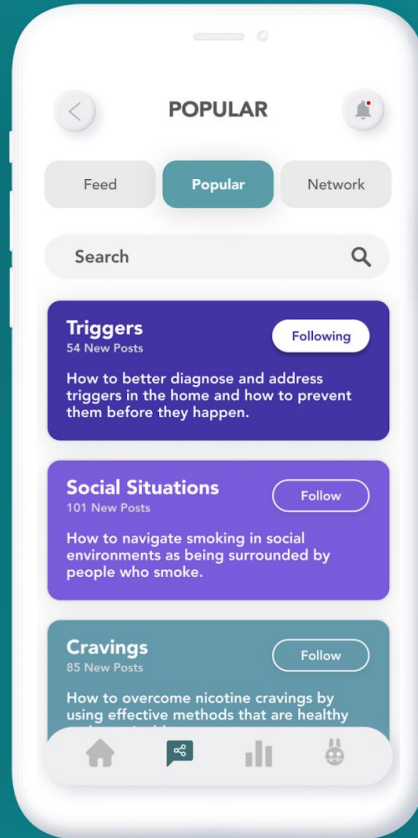 POPULAR
Feed
Popular
Network
Search
Triggers
Following
54 New Posts
How to better diagnose and address
triggers in the home and how to prevent
them before they happen.
Social Situations
Follow
101 New Posts
How to navigate smoking in social
environments as being surrounded by
people who smoke.
Cravings
Follow
85 New Posts
How to overcome nicotine cravings by
using effective methods that are healthy